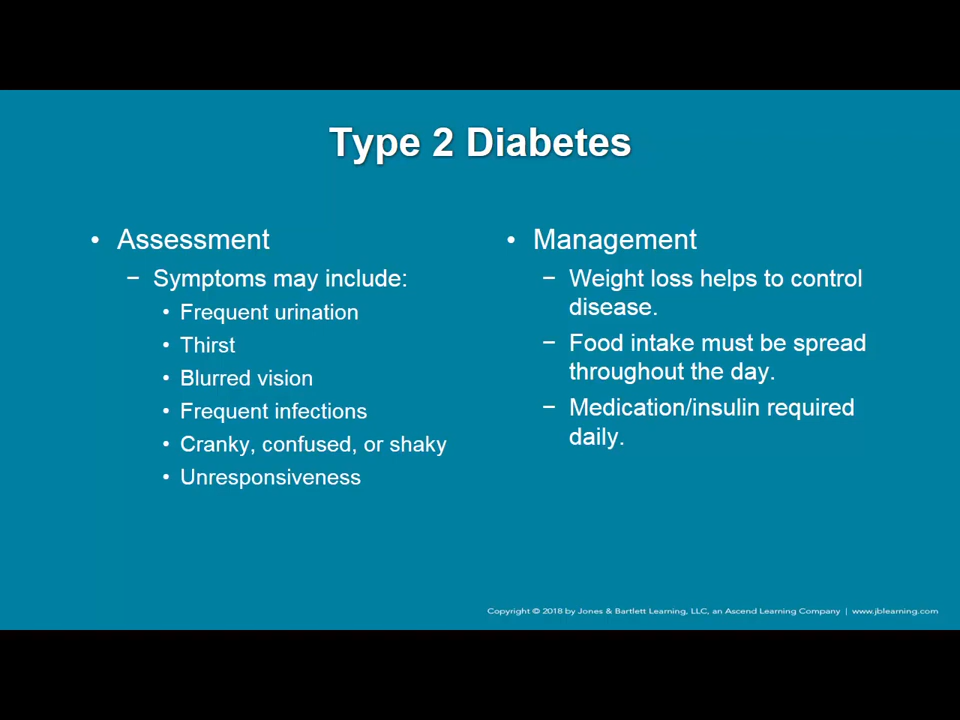 Type 2 Diabetes
• Assessment
− Symptoms may include:
• Frequent urination
• Thirst
• Blurred vision
• Frequent infections
• Cranky, confused, or shaky
• Unresponsiveness
• Management
− Weight loss helps to control
disease.
− Food intake must be spread
throughout the day.
− Medication/insulin required
daily.
Copyright © 2018 by Jones & Bartlett Learning, LLC, an Ascend Learning Company | www.jblearning.com